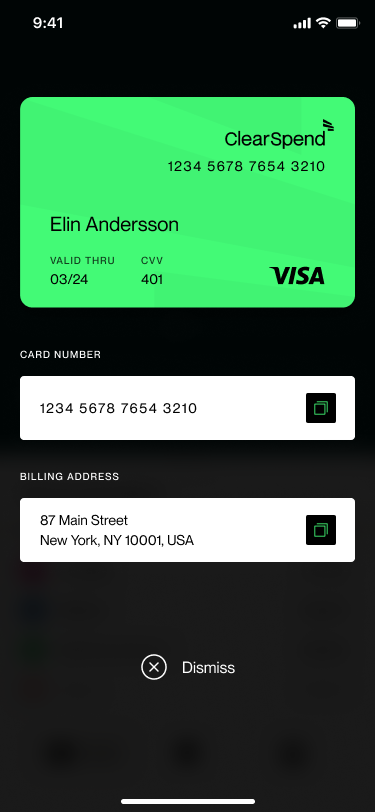 9:41
ClearSpend
1234 5678 7654 3210
Elin Andersson
VALID THRU CVV
03/24 401
VISA
CARD NUMBER
1234 5678 7654 3210
BILLING ADDRESS
87 Main Street
New York, NY 10001, USA
Dismiss